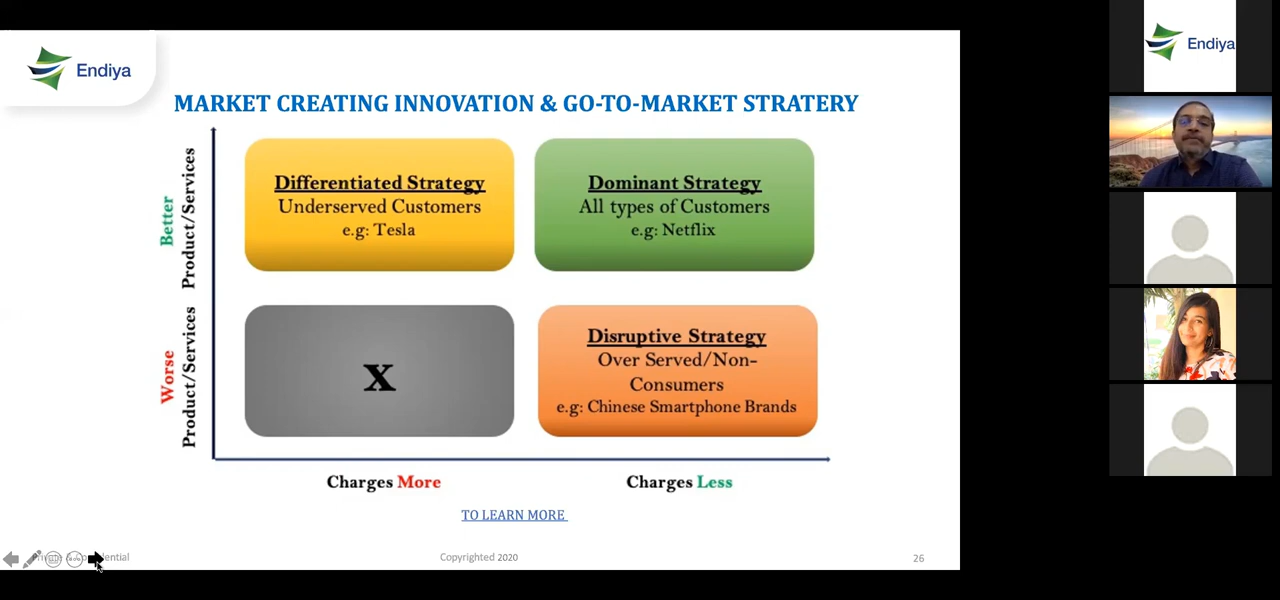 Endiya
MARKET CREATING INNOVATION & GO-TO-MARKET STRATERY
Better
Product/Services
Differentiated Strategy
Underserved Customers
e.g: Tesla
Dominant Strategy
All types of Customers
e.g: Netflix
Worse
Product/Services
X
Disruptive Strategy
Over Served/Non-
Consumers
e.g: Chinese Smartphone Brands
Charges More
Charges Less
TO LEARN MORE
Copyrighted 2020
26
Endiya